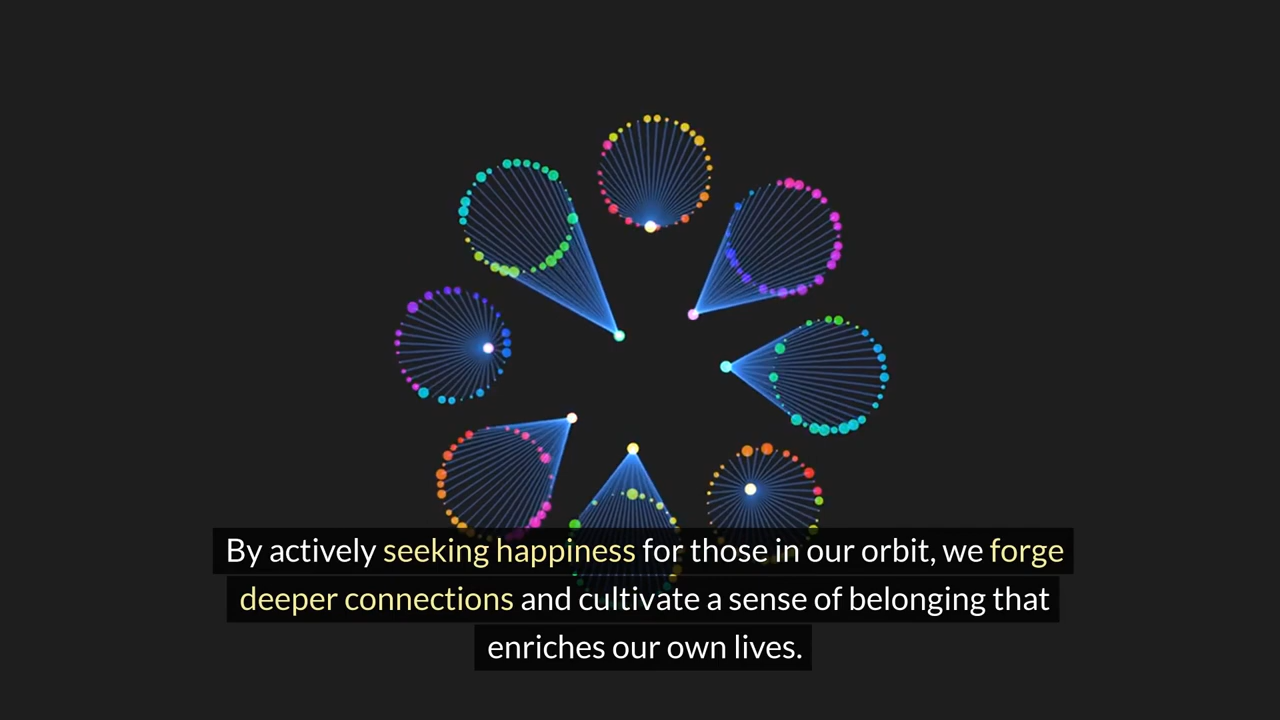 By actively seeking happiness for those in our orbit, we forge
deeper connections and cultivate a sense of belonging that
enriches our own lives.